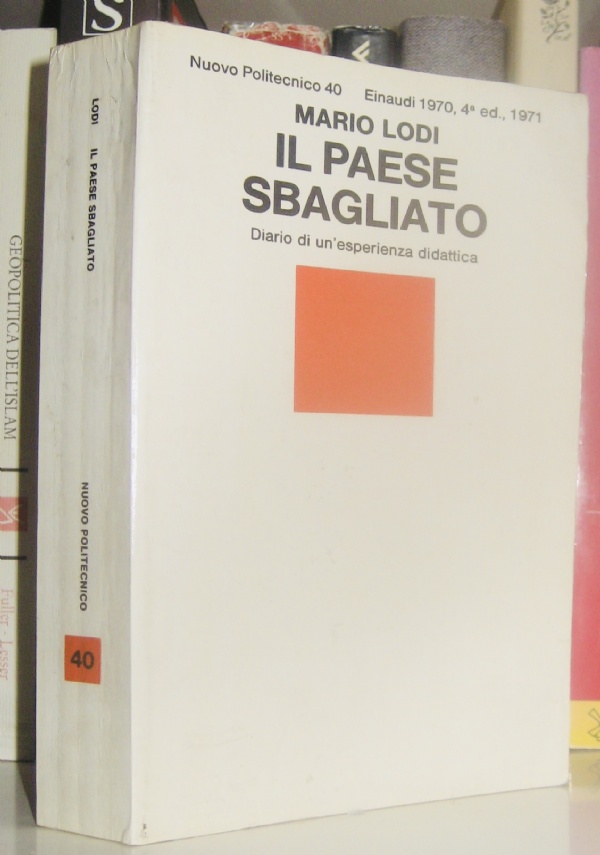 Nuovo Politecnico 40 Einaudi 1970, 4ª ed., 1971
MARIO LODI
IL PAESE
SBAGLIATO
Diario di un'esperienza didattica
LODI IL PAESE SBAGLIATO
NUOVO POLITECNICO
40
GEOPOLITICA DELL'ISLAM
Fuller - Lesser
S